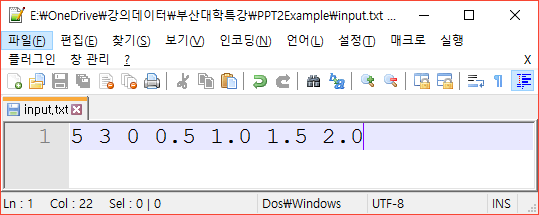 E:\OneDrive\강의데이터\부산대학특강\PPT2Example\input.txt ...
파일(F) 편집(E) 찾기(S) 보기(V) 인코딩(N) 언어(L) 설정(T) 매크로 실행
플러그인 창 관리 ? X
input.txt
1 5 3 0 0.5 1.0 1.5 2.0
Ln : 1 Col : 22 Sel : 0 | 0 Dos\Windows UTF-8 INS